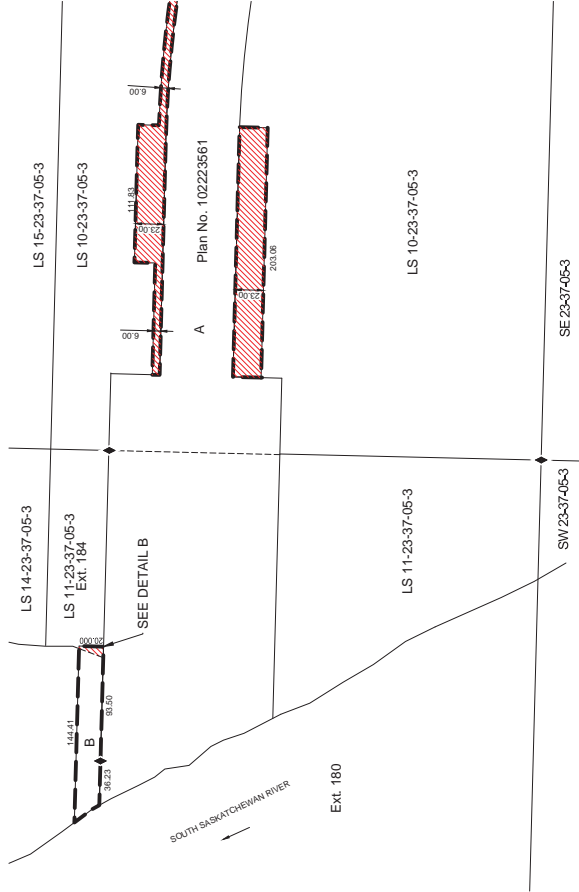 LS 15-23-37-05-3
LS 10-23-37-05-3
6.00
111.83
23.00
Plan No. 102223561
6.00
A
23.00
203.06
LS 10-23-37-05-3
SE 23-37-05-3
LS 14-23-37-05-3
LS 11-23-37-05-3
Ext. 184
SEE DETAIL B
20.000
144.41
B
93.50
36.23
LS 11-23-37-05-3
SW 23-37-05-3
SOUTH SASKATCHEWAN RIVER
Ext. 180